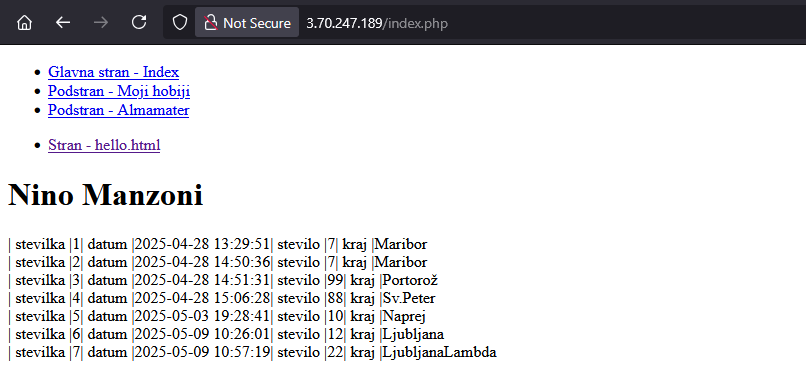 Not Secure 3.70.247.189/index.php
Glavna stran - Index
Podstran - Moji hobiji
Podstran - Almamater
Stran - hello.html
Nino Manzoni
| stevilka |1| datum |2025-04-28 13:29:51| stevilo |7| kraj |Maribor
| stevilka |2| datum |2025-04-28 14:50:36| stevilo |7| kraj |Maribor
| stevilka |3| datum |2025-04-28 14:51:31| stevilo |99| kraj |Portorož
| stevilka |4| datum |2025-04-28 15:06:28| stevilo |88| kraj |Sv.Peter
| stevilka |5| datum |2025-05-03 19:28:41| stevilo |10| kraj |Naprej
| stevilka |6| datum |2025-05-09 10:26:01| stevilo |12| kraj |Ljubljana
| stevilka |7| datum |2025-05-09 10:57:19| stevilo |22| kraj |LjubljanaLambda